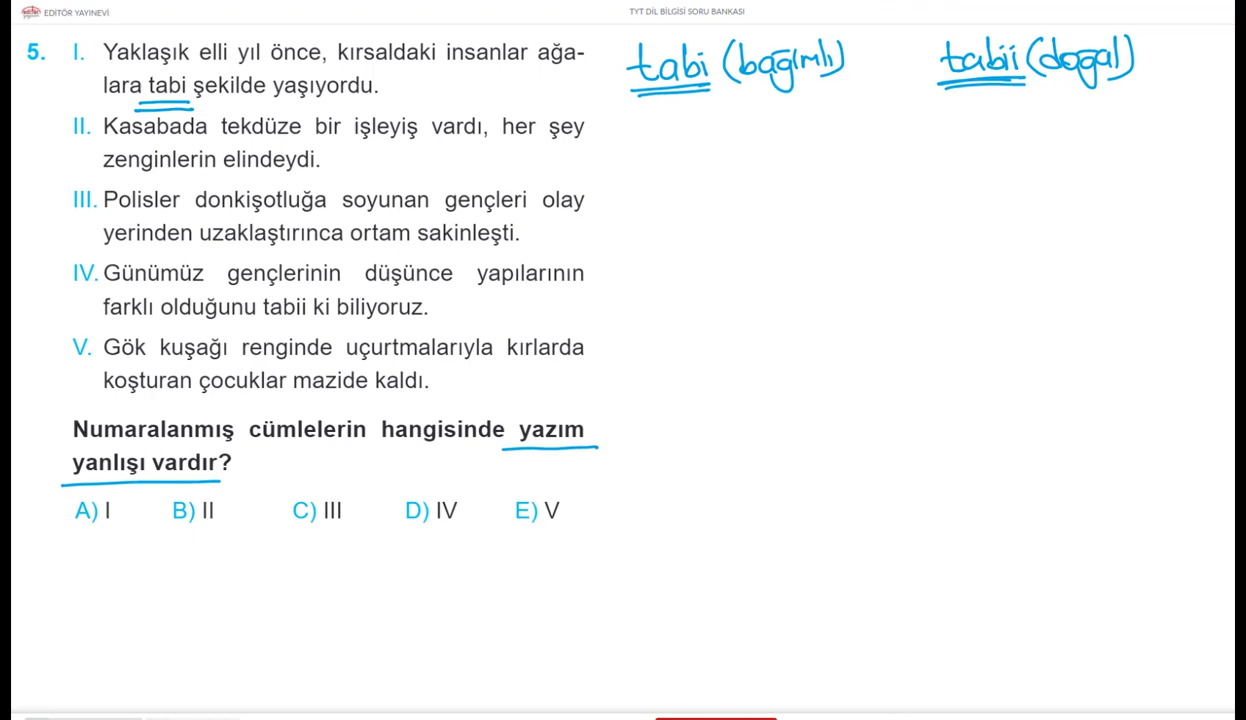 EDİTÖR YAYINEVİ
TYT DİL BİLGİSİ SORU BANKASI
5. I. Yaklaşık elli yıl önce, kırsaldaki insanlar ağa-
lara tabi şekilde yaşıyordu.
tabi (bağımlı)
tabii (doğal)
II. Kasabada tekdüze bir işleyiş vardı, her şey
zenginlerin elindeydi.
III. Polisler donkişotluğa soyunan gençleri olay
yerinden uzaklaştırınca ortam sakinleşti.
IV. Günümüz gençlerinin düşünce yapılarının
farklı olduğunu tabii ki biliyoruz.
V. Gök kuşağı renginde uçurtmalarıyla kırlarda
koşturan çocuklar mazide kaldı.
Numaralanmış cümlelerin hangisinde yazım
yanlışı vardır?
A) I B) II C) III D) IV E) V